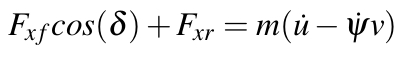 F_{xf}cos(δ) + F_{xr} = m(u̇ − ψ̇v)